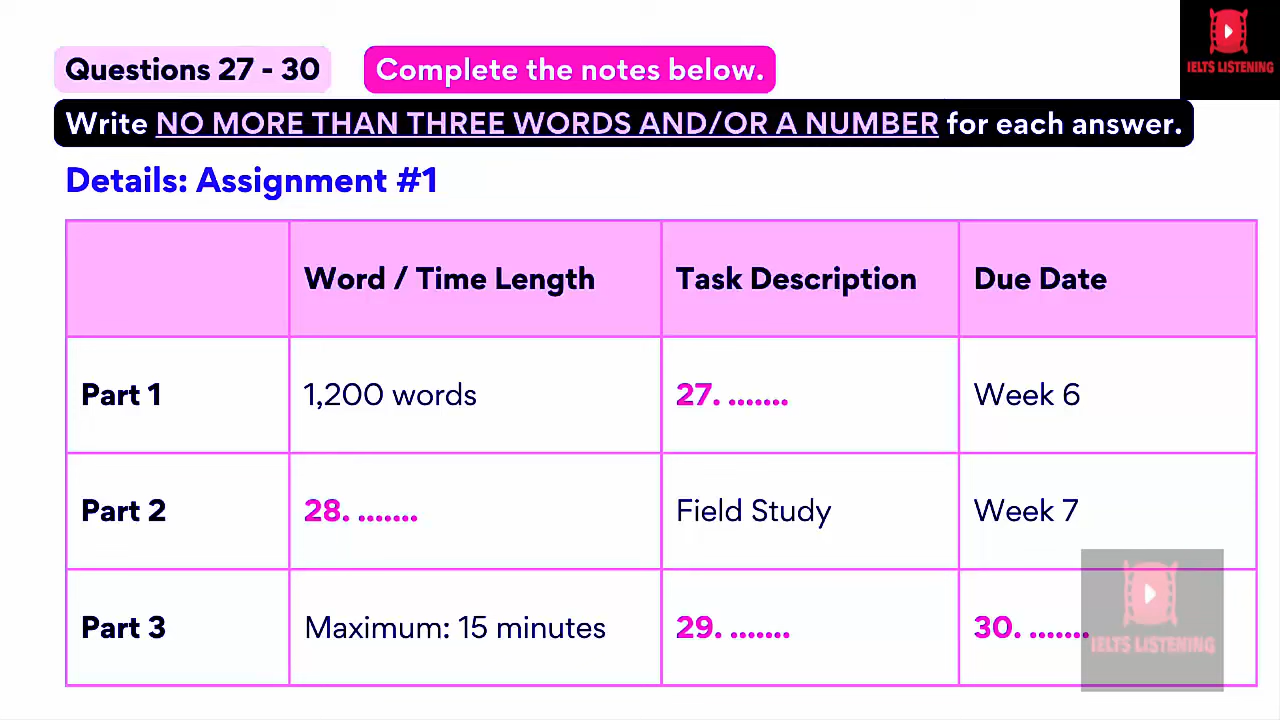 IELTS LISTENING
Questions 27 - 30 Complete the notes below.
Write NO MORE THAN THREE WORDS AND/OR A NUMBER for each answer.
Details: Assignment #1
Word / Time Length Task Description Due Date
Part 1 1,200 words 27. ....... Week 6
Part 2 28. ....... Field Study Week 7
Part 3 Maximum: 15 minutes 29. ....... 30. .......
IELTS LISTENING